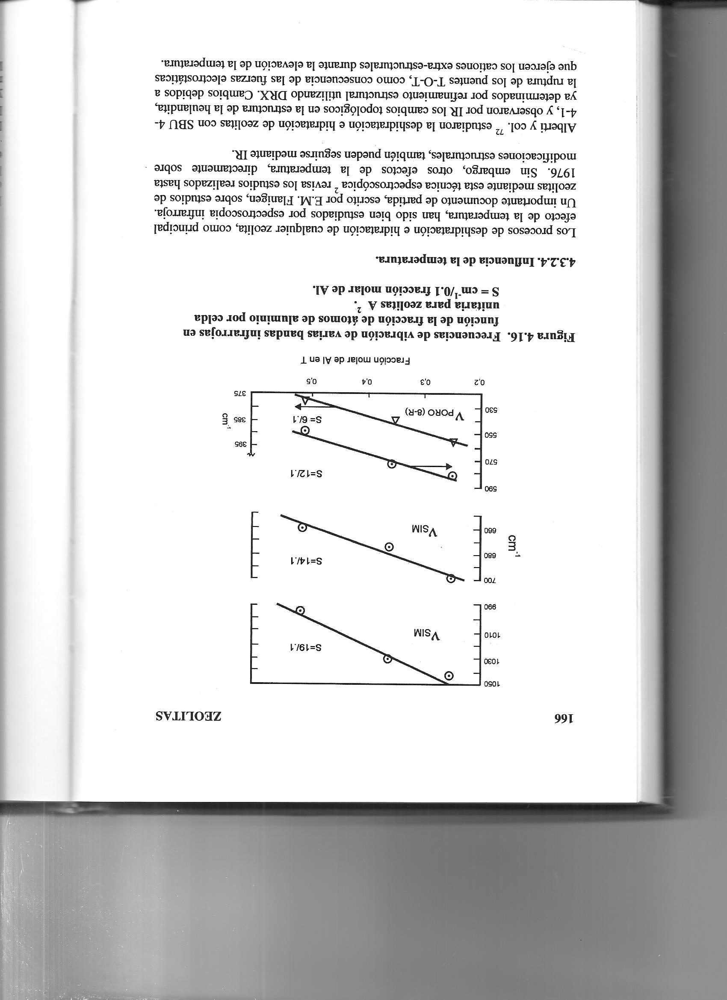 166
ZEOLITAS
1050
1030
1010
990
S=19/.1
VSIM
700
680
660
cm-1
S=14/.1
VSIM
590
570
550
530
S=12/.1
395
385
375
cm-1
S= 6/.1
V PORO (8-R)
0,2 0,3 0,4 0,5
Fracción molar de Al en T
Figura 4.16. Frecuencias de vibración de varias bandas infrarrojas en
función de la fracción de átomos de aluminio por celda
unitaria para zeolitas A 2.
S = cm-1/0.1 fracción molar de Al.
4.3.2.4. Influencia de la temperatura.
Los procesos de deshidratación e hidratación de cualquier zeolita, como principal
efecto de la temperatura, han sido bien estudiados por espectroscopia infrarroja.
Un importante documento de partida, escrito por E.M. Flanigen, sobre estudios de
zeolitas mediante esta técnica espectroscópica 2 revisa los estudios realizados hasta
1976. Sin embargo, otros efectos de la temperatura, directamente sobre
modificaciones estructurales, también pueden seguirse mediante IR.
Alberti y col. 72 estudiaron la deshidratación e hidratación de zeolitas con SBU 4-
4-1, y observaron por IR los cambios topológicos en la estructura de la heulandita,
ya determinados por refinamiento estructural utilizando DRX. Cambios debidos a
la ruptura de los puentes T-O-T, como consecuencia de las fuerzas electrostáticas
que ejercen los cationes extra-estructurales durante la elevación de la temperatura.